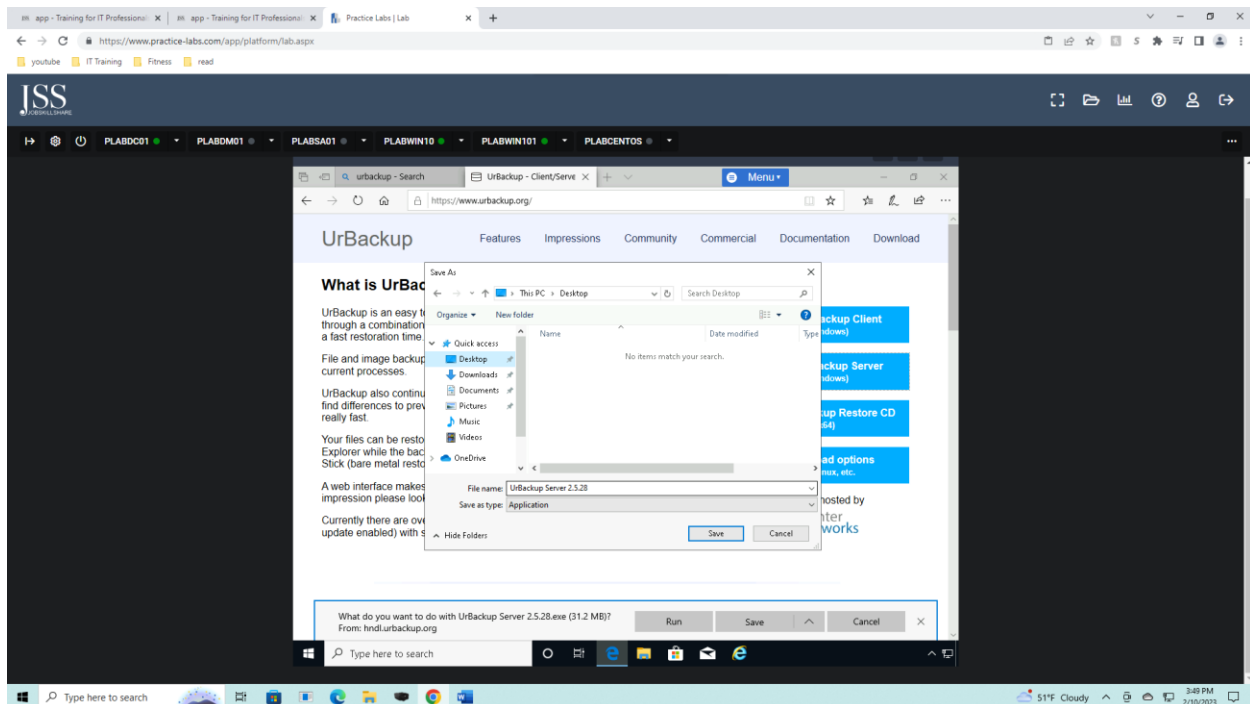 app - Training for IT Professional
app - Training for IT Professional
Practice Labs | Lab
https://www.practice-labs.com/app/platform/lab.aspx
youtube
IT Training
Fitness
read
JSS
JOBSKILLSHARE
PLABDC01
PLABDM01
PLABSA01
PLABWIN10
PLABWIN101
PLABCENTOS
urbackup - Search
UrBackup - Client/Serve
Menu
https://www.urbackup.org/
UrBackup
Features
Impressions
Community
Commercial
Documentation
Download
What is UrBac
UrBackup is an easy t
through a combination
a fast restoration time.
File and image backup
current processes.
UrBackup also continu
find differences to prev
really fast.
Your files can be resto
Explorer while the bac
Stick (bare metal resto
A web interface makes
impression please look
Currently there are ove
update enabled) with s
Save As
This PC > Desktop
Search Desktop
Organize
New folder
Name
Date modified
Type
Quick access
Desktop
Downloads
Documents
Pictures
Music
Videos
OneDrive
No items match your search.
File name: UrBackup Server 2.5.28
Save as type: Application
Hide Folders
Save
Cancel
ackup Client
ndows)
ackup Server
ndows)
kup Restore CD
ad options
nux, etc.
hosted by
nter
works
What do you want to do with UrBackup Server 2.5.28.exe (31.2 MB)?
From: hndl.urbackup.org
Run
Save
Cancel
Type here to search
Type here to search
51°F Cloudy
3:49 PM
2/10/2023